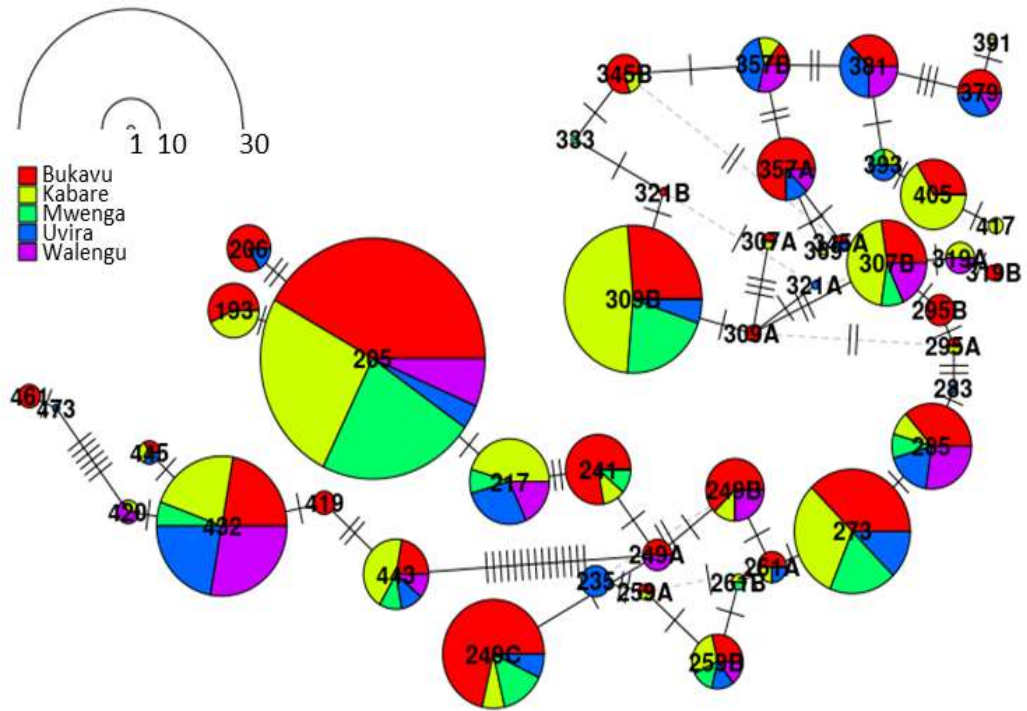 1 10 30
Bukavu
Kabare
Mwenga
Uvira
Walengu
391
345B
357B
381
379
333
393
357A
405
321B
417
307A
345A
369
319A
307B
319B
206
321A
309B
193
295B
309A
295A
205
283
461
473
285
445
241
217
249B
419
420
432
273
249A
261A
443
235
261B
259A
249C
259B